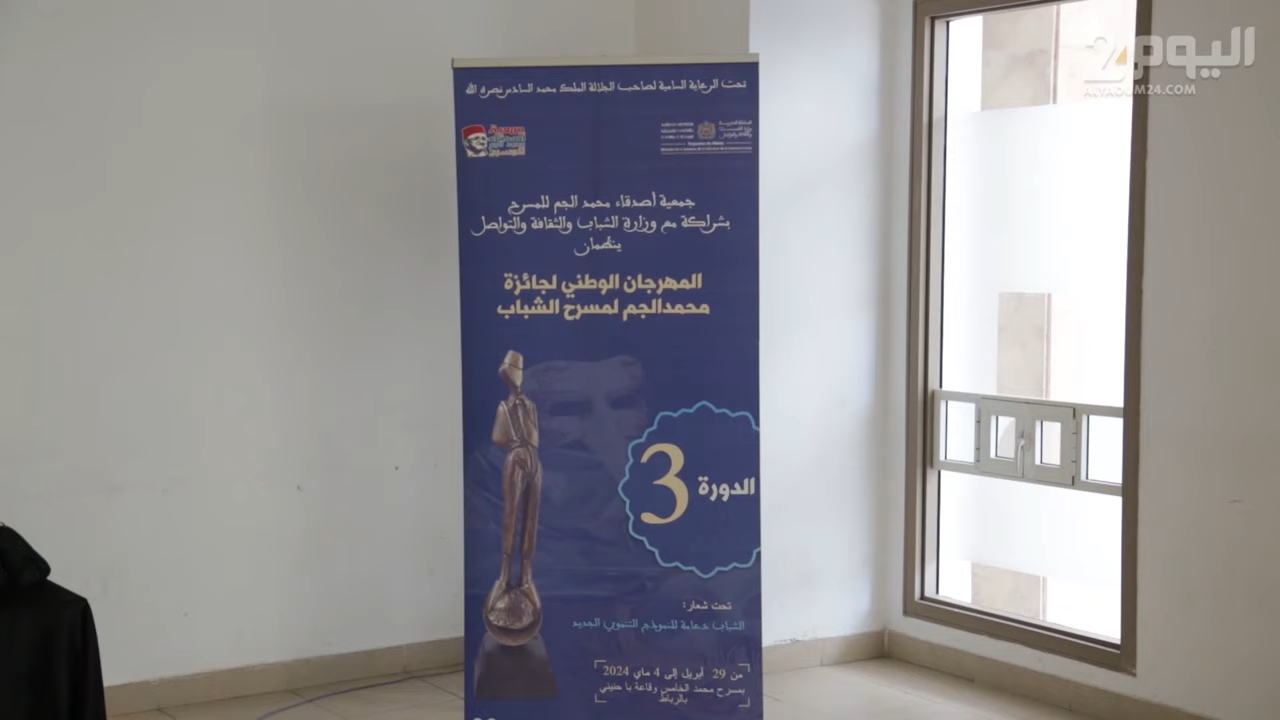 اليوم 24
ALYAOUM24.COM
تحت الرعاية السامية لصاحب الجلالة الملك محمد السادس نصره الله
جمعية أصدقاء محمد الجم للمسرح
بشراكة مع وزارة الشباب والثقافة والتواصل
ينظمان
المهرجان الوطني لجائزة
محمدالجم لمسرح الشباب
الدورة 3
تحت شعار:
الشباب دعامة للنموذج التنموي الجديد
من 29 أبريل إلى 4 ماي 2024
بمسرح محمد الخامس وقاعة با حنيني
بالرباط